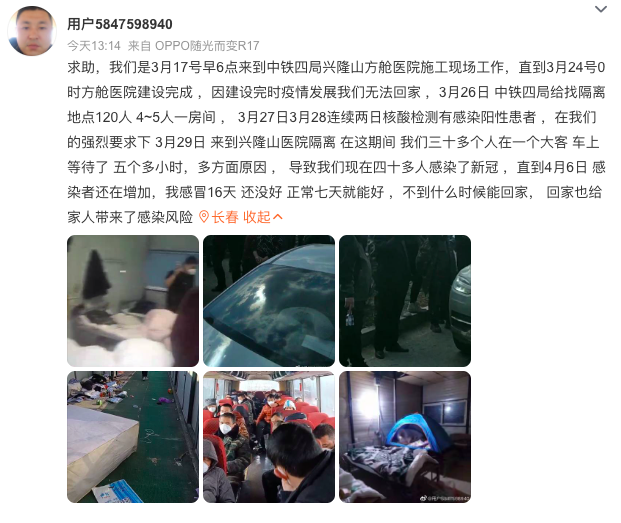 用户5847598940
今天13:14 来自 OPPO随光而变R17
求助，我们是3月17号早6点来到中铁四局兴隆山方舱医院施工现场工作，直到3月24号0
时方舱医院建设完成 ，因建设完时疫情发展我们无法回家 ，3月26日 中铁四局给找隔离
地点120人 4~5人一房间 ， 3月27日3月28连续两日核酸检测有感染阳性患者 ，在我们
的强烈要求下 3月29日 来到兴隆山医院隔离 在这期间 我们三十多个人在一个大客 车上
等待了 五个多小时，多方面原因 ， 导致我们现在四十多人感染了新冠 ，直到4月6日 感
染者还在增加，我感冒16天 还没好 正常七天就能好 ，不到什么时候能回家， 回家也给
家人带来了感染风险 长春 收起
@用户5847598940